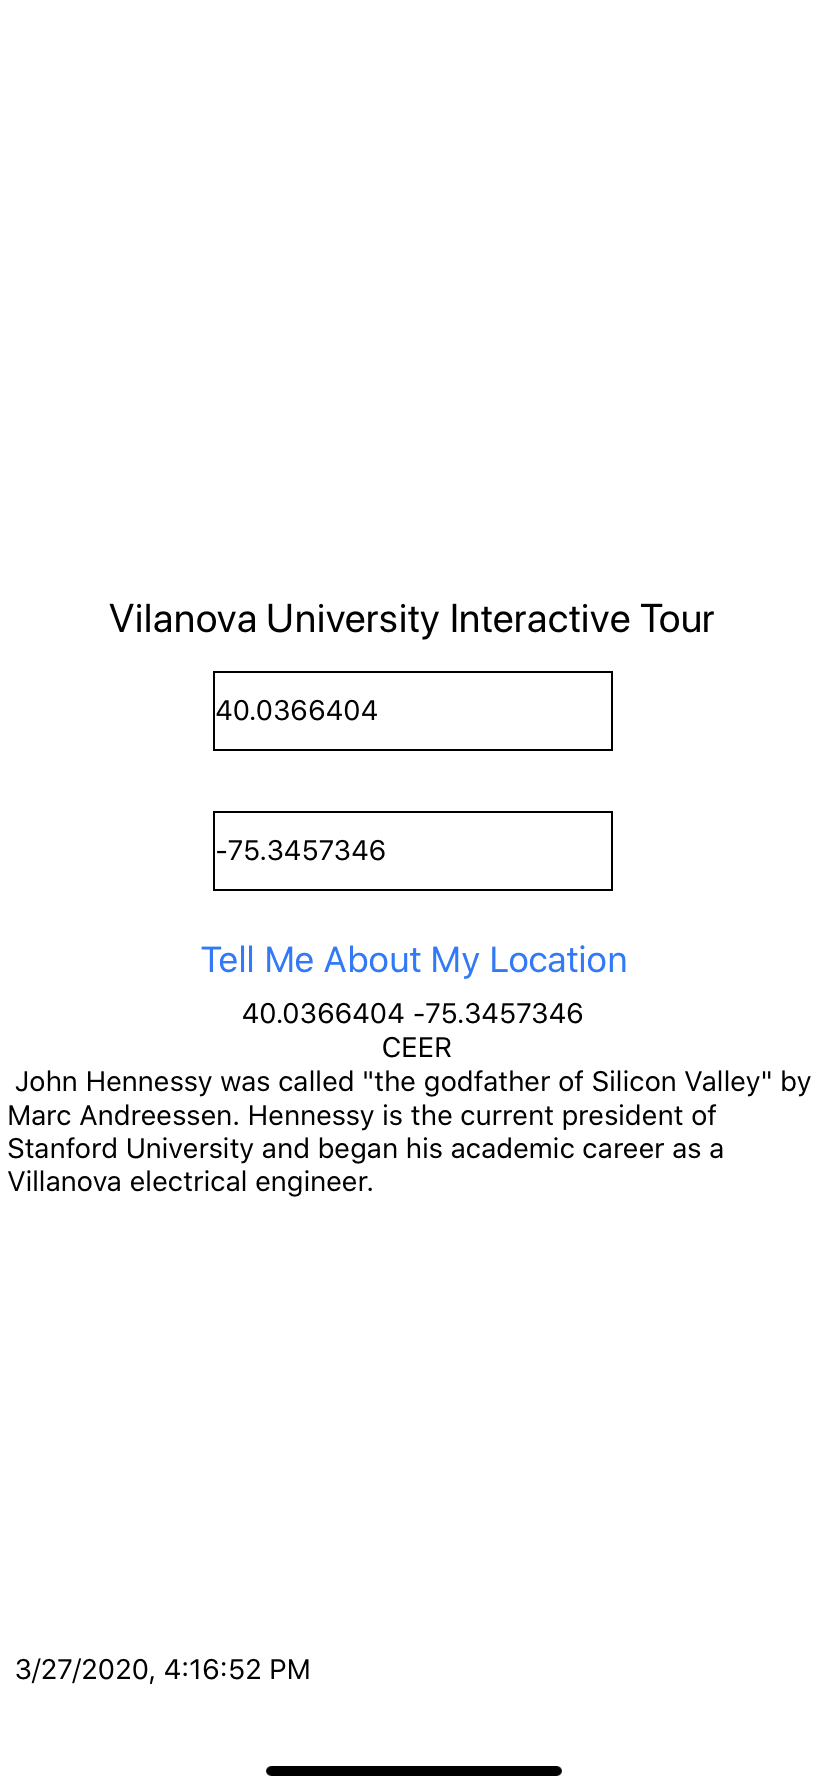 Vilanova University Interactive Tour
40.0366404
-75.3457346
Tell Me About My Location
40.0366404 -75.3457346
CEER
John Hennessy was called "the godfather of Silicon Valley" by
Marc Andreessen. Hennessy is the current president of
Stanford University and began his academic career as a
Villanova electrical engineer.
3/27/2020, 4:16:52 PM